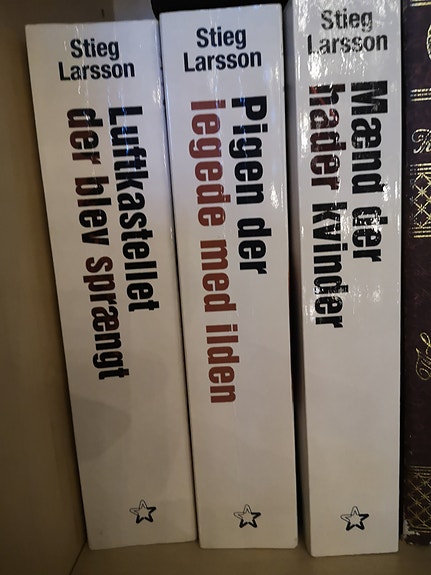 Stieg
Larsson
Luftkastellet
der blev sprængt
Stieg
Larsson
Pigen der
legede med ilden
Stieg
Larsson
Mænd der
hader kvinder